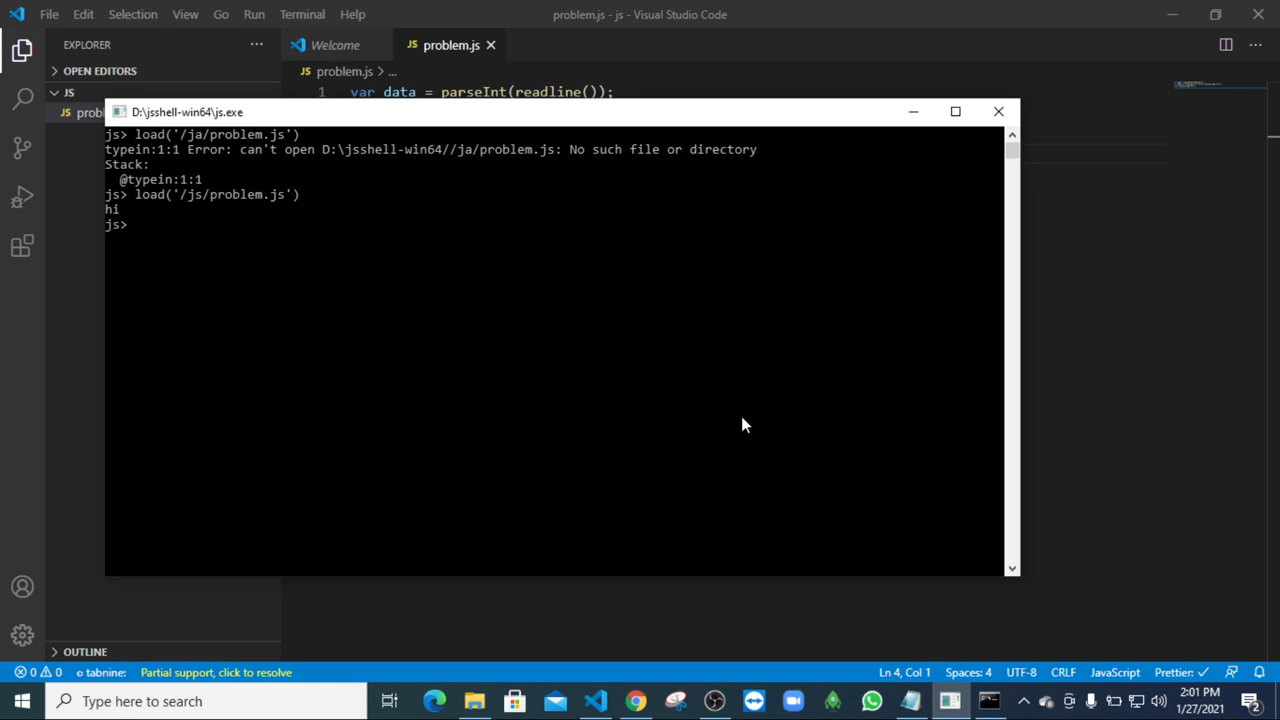 File Edit Selection View Go Run Terminal Help
problem.js - js - Visual Studio Code
EXPLORER
Welcome
JS problem.js
OPEN EDITORS
JS problem.js > ...
JS
1 var data = parseInt(readline());
JS
D:\jsshell-win64\js.exe
js> load('/ja/problem.js')
typein:1:1 Error: can't open D:\jsshell-win64//ja/problem.js: No such file or directory
Stack:
@typein:1:1
js> load('/js/problem.js')
hi
js>
OUTLINE
0 0 tabnine: Partial support, click to resolve
Ln 4, Col 1 Spaces: 4 UTF-8 CRLF JavaScript Prettier:
Type here to search
2:01 PM
1/27/2021
2